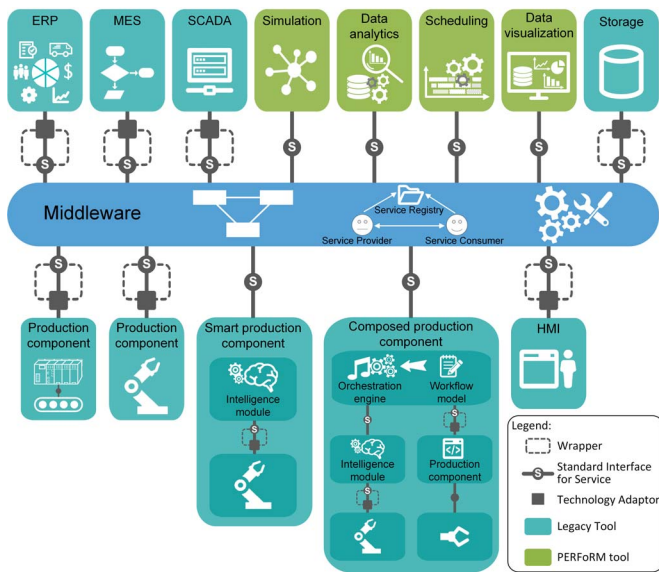 ERP
MES
SCADA
Simulation
Data
analytics
Scheduling
Data
visualization
Storage
$
S
S
S
S
S
S
S
S
Middleware
Service Registry
Service Provider
Service Consumer
S
S
S
S
S
Production
component
Production
component
Smart production
component
Intelligence
module
S
Composed production
component
Orchestration
engine
Workflow
model
S
S
Intelligence
module
Production
component
S
HMI
Legend:
Wrapper
S
Standard Interface
for Service
Technology Adaptor
Legacy Tool
PERFoRM tool